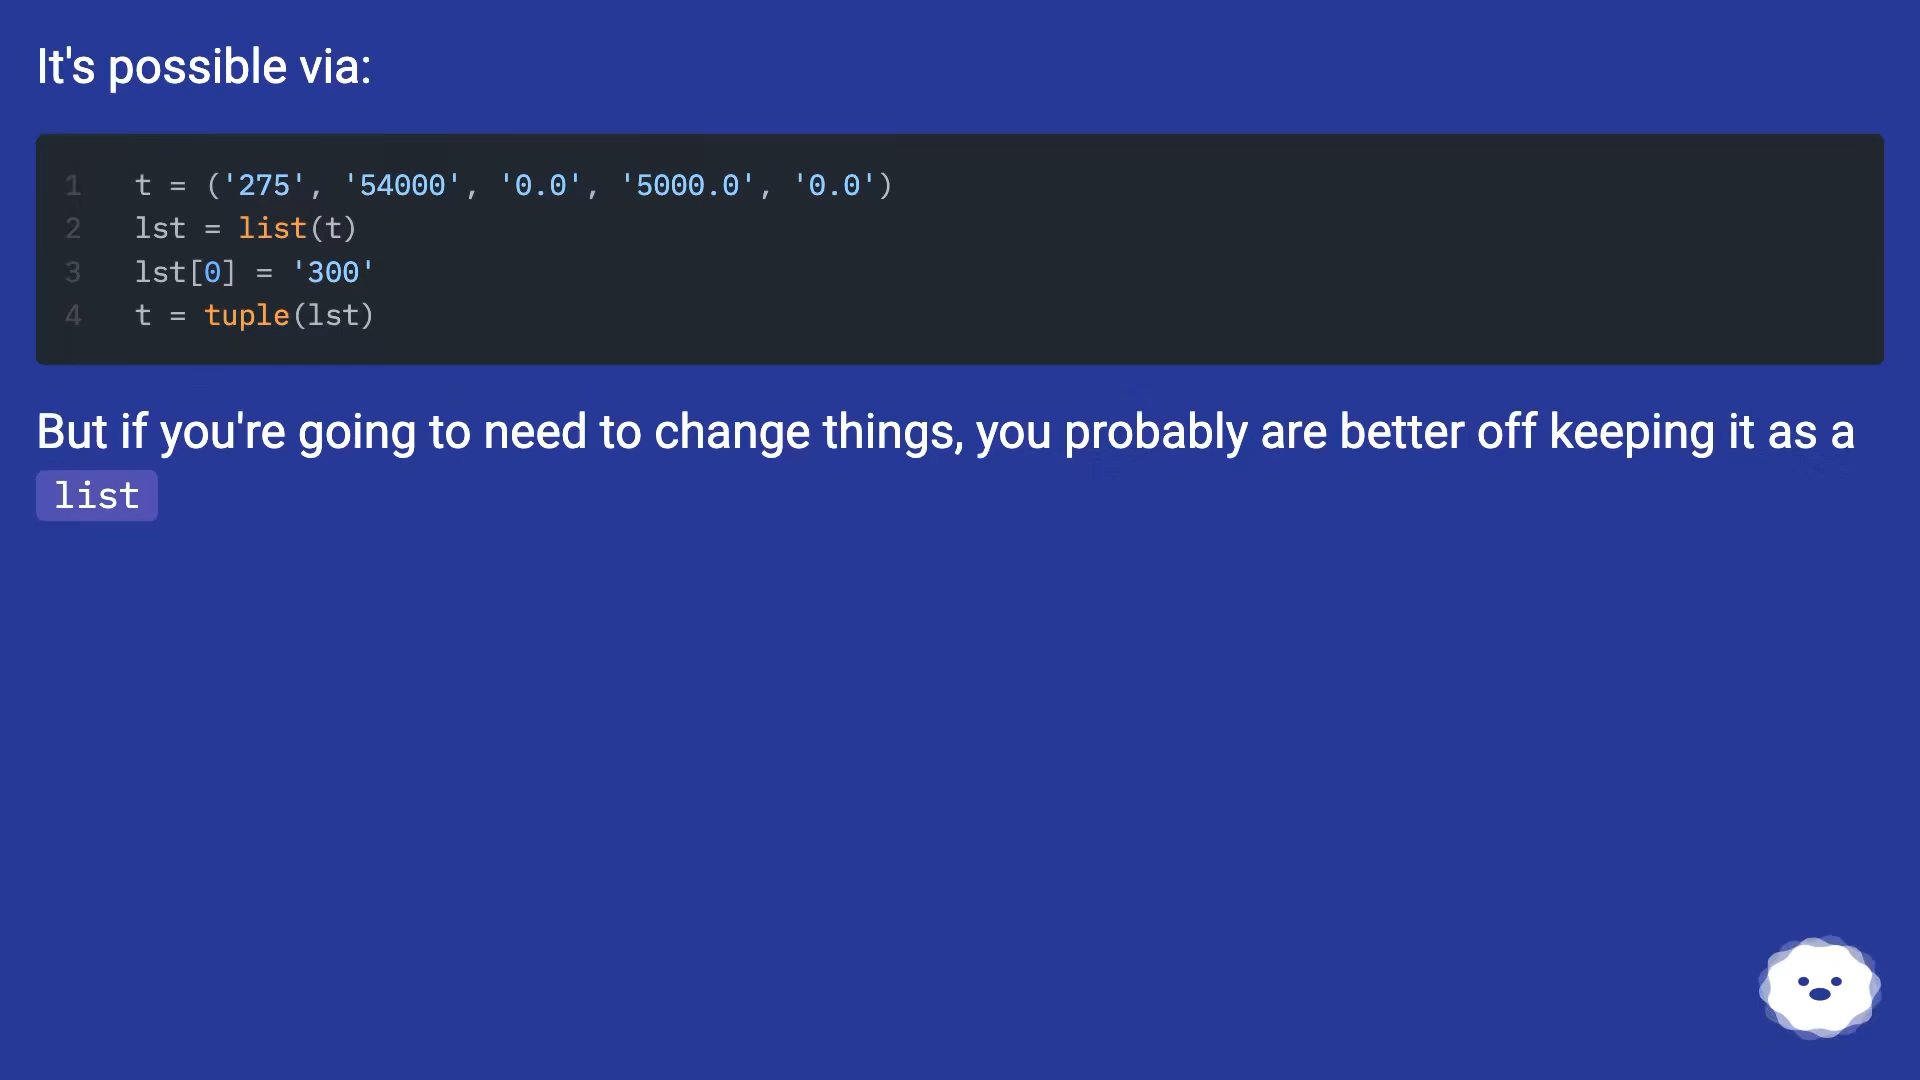 It's possible via:
1 t = ('275', '54000', '0.0', '5000.0', '0.0')
2 lst = list(t)
3 lst[0] = '300'
4 t = tuple(lst)
But if you're going to need to change things, you probably are better off keeping it as a
list